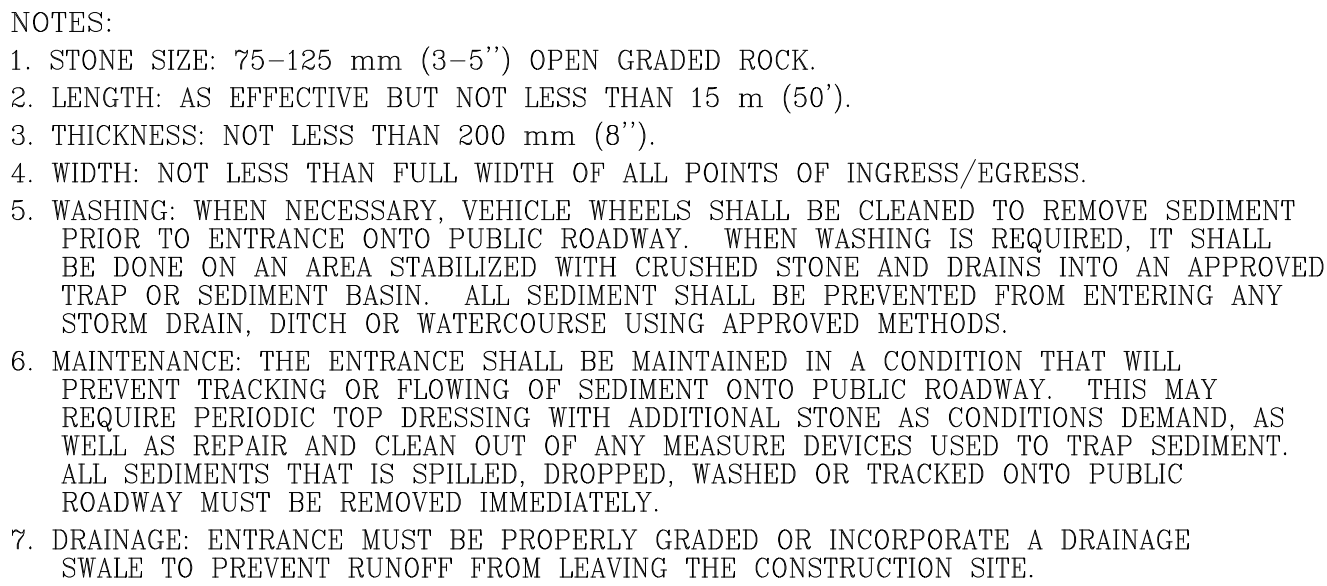 NOTES:
1. STONE SIZE: 75-125 mm (3-5'') OPEN GRADED ROCK.
2. LENGTH: AS EFFECTIVE BUT NOT LESS THAN 15 m (50').
3. THICKNESS: NOT LESS THAN 200 mm (8'').
4. WIDTH: NOT LESS THAN FULL WIDTH OF ALL POINTS OF INGRESS/EGRESS.
5. WASHING: WHEN NECESSARY, VEHICLE WHEELS SHALL BE CLEANED TO REMOVE SEDIMENT
PRIOR TO ENTRANCE ONTO PUBLIC ROADWAY. WHEN WASHING IS REQUIRED, IT SHALL
BE DONE ON AN AREA STABILIZED WITH CRUSHED STONE AND DRAINS INTO AN APPROVED
TRAP OR SEDIMENT BASIN. ALL SEDIMENT SHALL BE PREVENTED FROM ENTERING ANY
STORM DRAIN, DITCH OR WATERCOURSE USING APPROVED METHODS.
6. MAINTENANCE: THE ENTRANCE SHALL BE MAINTAINED IN A CONDITION THAT WILL
PREVENT TRACKING OR FLOWING OF SEDIMENT ONTO PUBLIC ROADWAY. THIS MAY
REQUIRE PERIODIC TOP DRESSING WITH ADDITIONAL STONE AS CONDITIONS DEMAND, AS
WELL AS REPAIR AND CLEAN OUT OF ANY MEASURE DEVICES USED TO TRAP SEDIMENT.
ALL SEDIMENTS THAT IS SPILLED, DROPPED, WASHED OR TRACKED ONTO PUBLIC
ROADWAY MUST BE REMOVED IMMEDIATELY.
7. DRAINAGE: ENTRANCE MUST BE PROPERLY GRADED OR INCORPORATE A DRAINAGE
SWALE TO PREVENT RUNOFF FROM LEAVING THE CONSTRUCTION SITE.